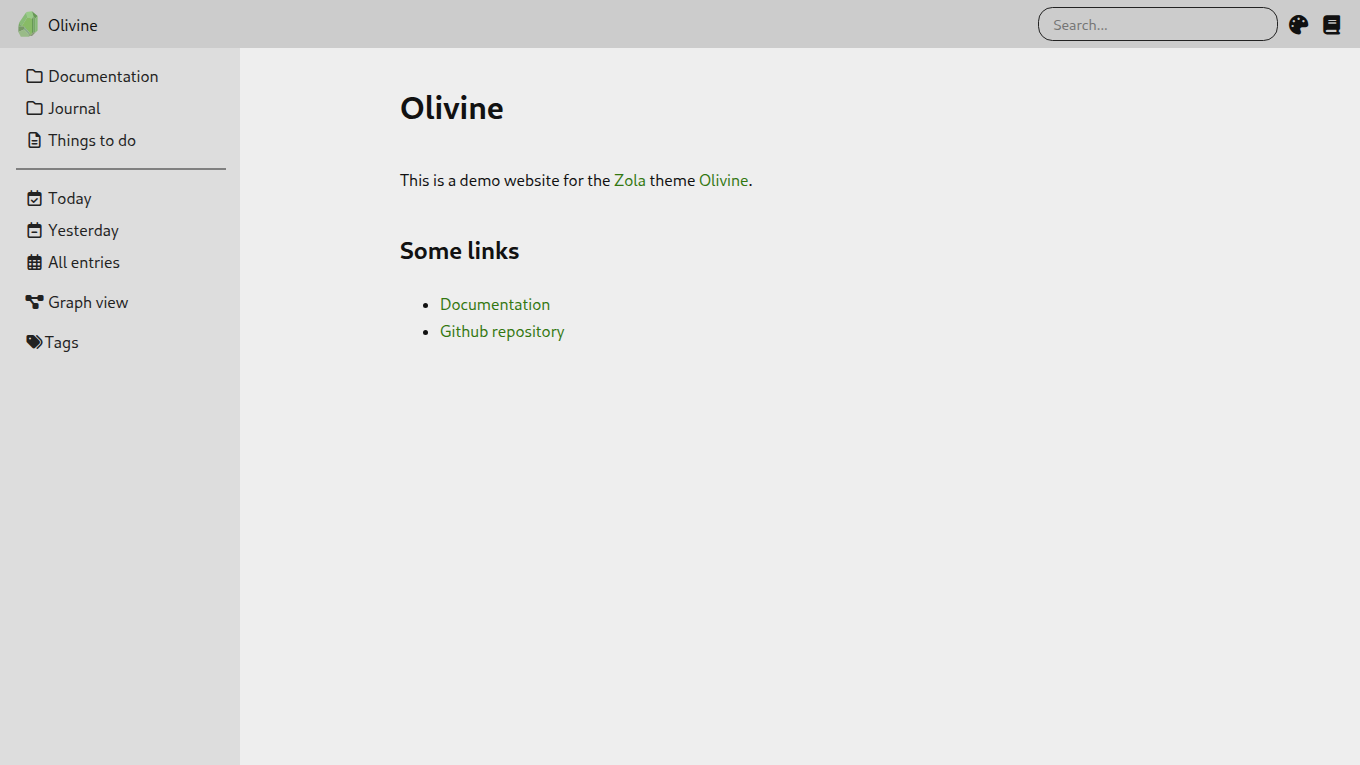 Olivine
Search...
Documentation
Journal
Things to do
Today
Yesterday
All entries
Graph view
Tags
Olivine
This is a demo website for the Zola theme Olivine.
Some links
Documentation
Github repository